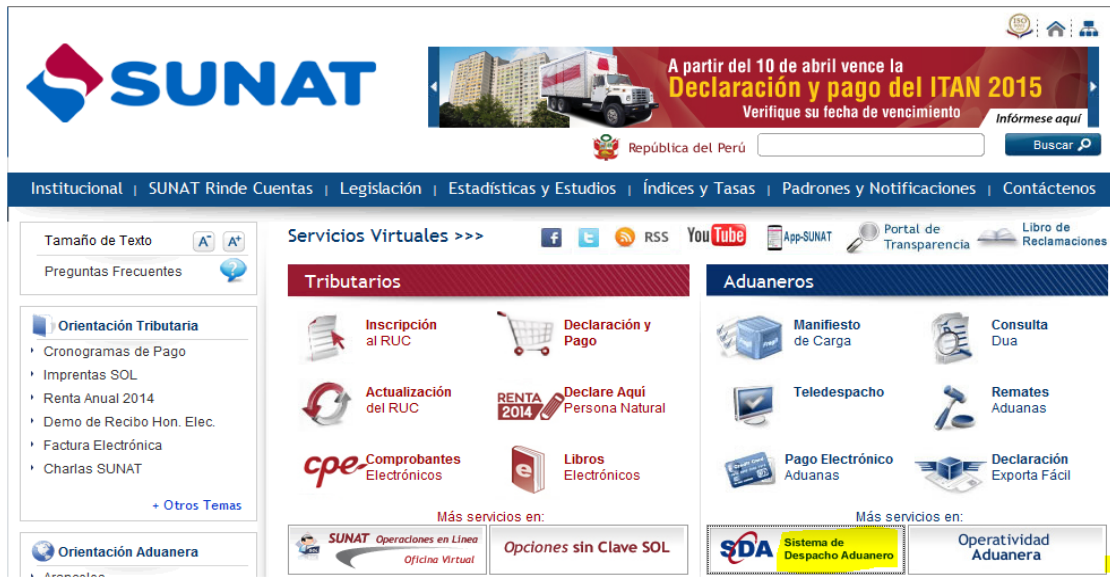 ISO
SUNAT
A partir del 10 de abril vence la
Declaración y pago del ITAN 2015
Verifique su fecha de vencimiento
Infórmese aquí
República del Perú
Buscar
Institucional | SUNAT Rinde Cuentas | Legislación | Estadísticas y Estudios | Índices y Tasas | Padrones y Notificaciones | Contáctenos
Tamaño de Texto A- A+
Preguntas Frecuentes
Orientación Tributaria
Cronogramas de Pago
Imprentas SOL
Renta Anual 2014
Demo de Recibo Hon. Elec.
Factura Electrónica
Charlas SUNAT
+ Otros Temas
Orientación Aduanera
Aranceles
Servicios Virtuales >>>
RSS
YouTube
App-SUNAT
Portal de
Transparencia
Libro de
Reclamaciones
Tributarios
Inscripción
al RUC
Declaración y
Pago
Actualización
del RUC
RENTA
2014
Declare Aquí
Persona Natural
cpe
Comprobantes
Electrónicos
e
Libros
Electrónicos
Más servicios en:
SUNAT Operaciones en Línea
Oficina Virtual
Opciones sin Clave SOL
Aduaneros
Manifiesto
de Carga
Consulta
Dua
Teledespacho
Remates
Aduanas
Pago Electrónico
Aduanas
Declaración
Exporta Fácil
Más servicios en:
SDA
Sistema de
Despacho Aduanero
Operatividad
Aduanera